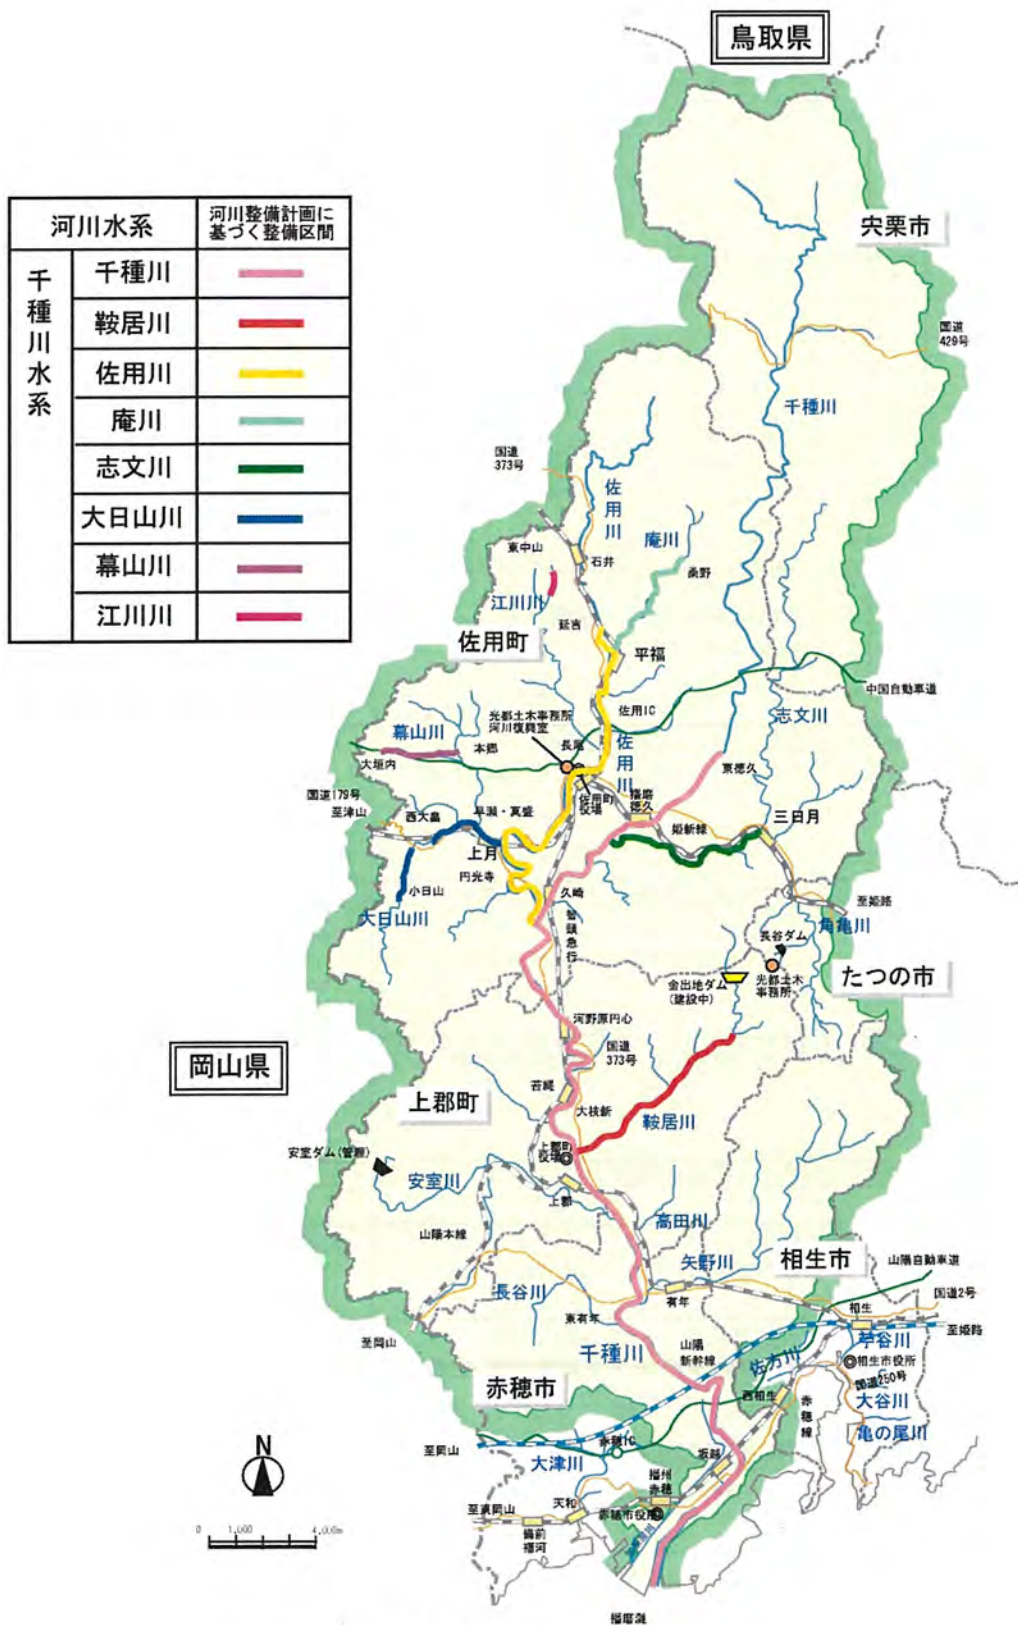 鳥取県
河川水系
河川整備計画に
基づく整備区間
千種川水系
千種川
鞍居川
佐用川
庵川
志文川
大日山川
幕山川
江川川
宍粟市
国道
429号
千種川
国道
373号
佐用川
庵川
東中山
石井
桑野
江川川
延吉
佐用町
平福
中国自動車道
志文川
佐用IC
光都土木事務所
河川復興室
長尾
佐用川
幕山川
本郷
大垣内
東徳久
佐用町
役場
播磨
徳久
国道179号
至津山
西大畠
早瀬・真盛
姫新線
三日月
上月
円光寺
小日山
久崎
大日山川
智頭急行
至姫路
角亀川
長谷ダム
金出地ダム
(建設中)
光都土木
事務所
たつの市
河野原円心
国道
373号
岡山県
上郡町
苔縄
大枝新
鞍居川
上郡町
役場
安室ダム(管理)
安室川
上郡
高田川
山陽本線
矢野川
相生市
山陽自動車道
長谷川
有年
国道2号
東有年
相生
至岡山
千種川
山陽
新幹線
苧谷川
至姫路
佐方川
相生市役所
国道250号
赤穂市
西相生
大谷川
赤穂線
亀の尾川
至岡山
赤穂IC
大津川
坂越
N
播州
赤穂
至東岡山
天和
赤穂市役所
備前
福河
0 1,000 4,000m
播磨灘